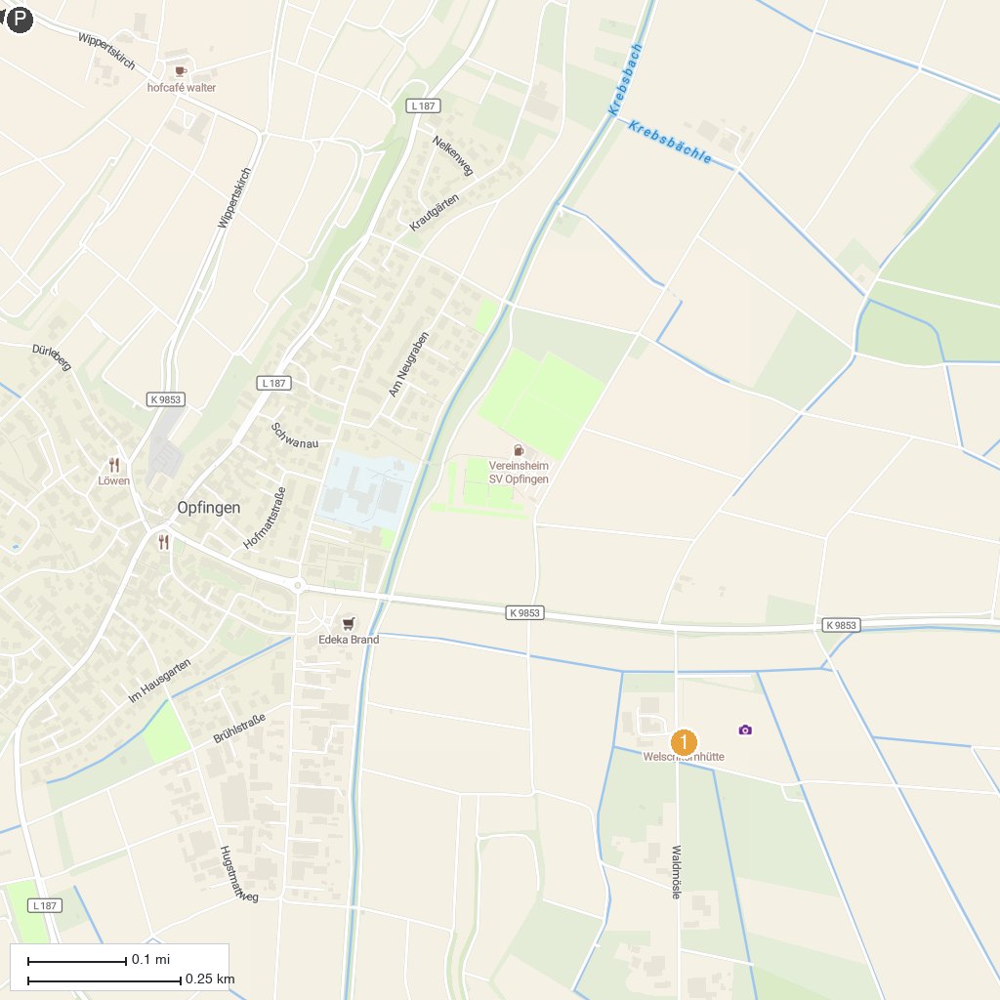 P
Wippertskirch
hofcafé walter
L 187
Krebsbach
Krebsbächle
Nelkenweg
Krautgärten
Wippertskirch
Dürleberg
Am Neugraben
L 187
K 9853
Schwanau
Löwen
Vereinsheim
SV Opfingen
Opfingen
Hofmattstraße
K 9853
K 9853
Edeka Brand
Im Hausgarten
Brühlstraße
1
Welschkornhütte
Waldmösle
Hugstmattweg
L 187
0.1 mi
0.25 km